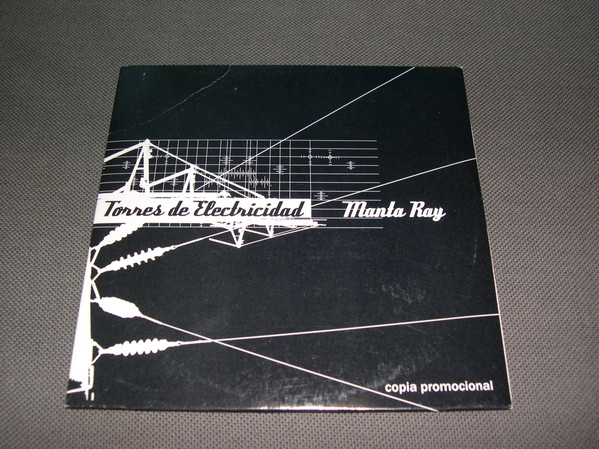 Torres de Electricidad
Manta Ray
copia promocional